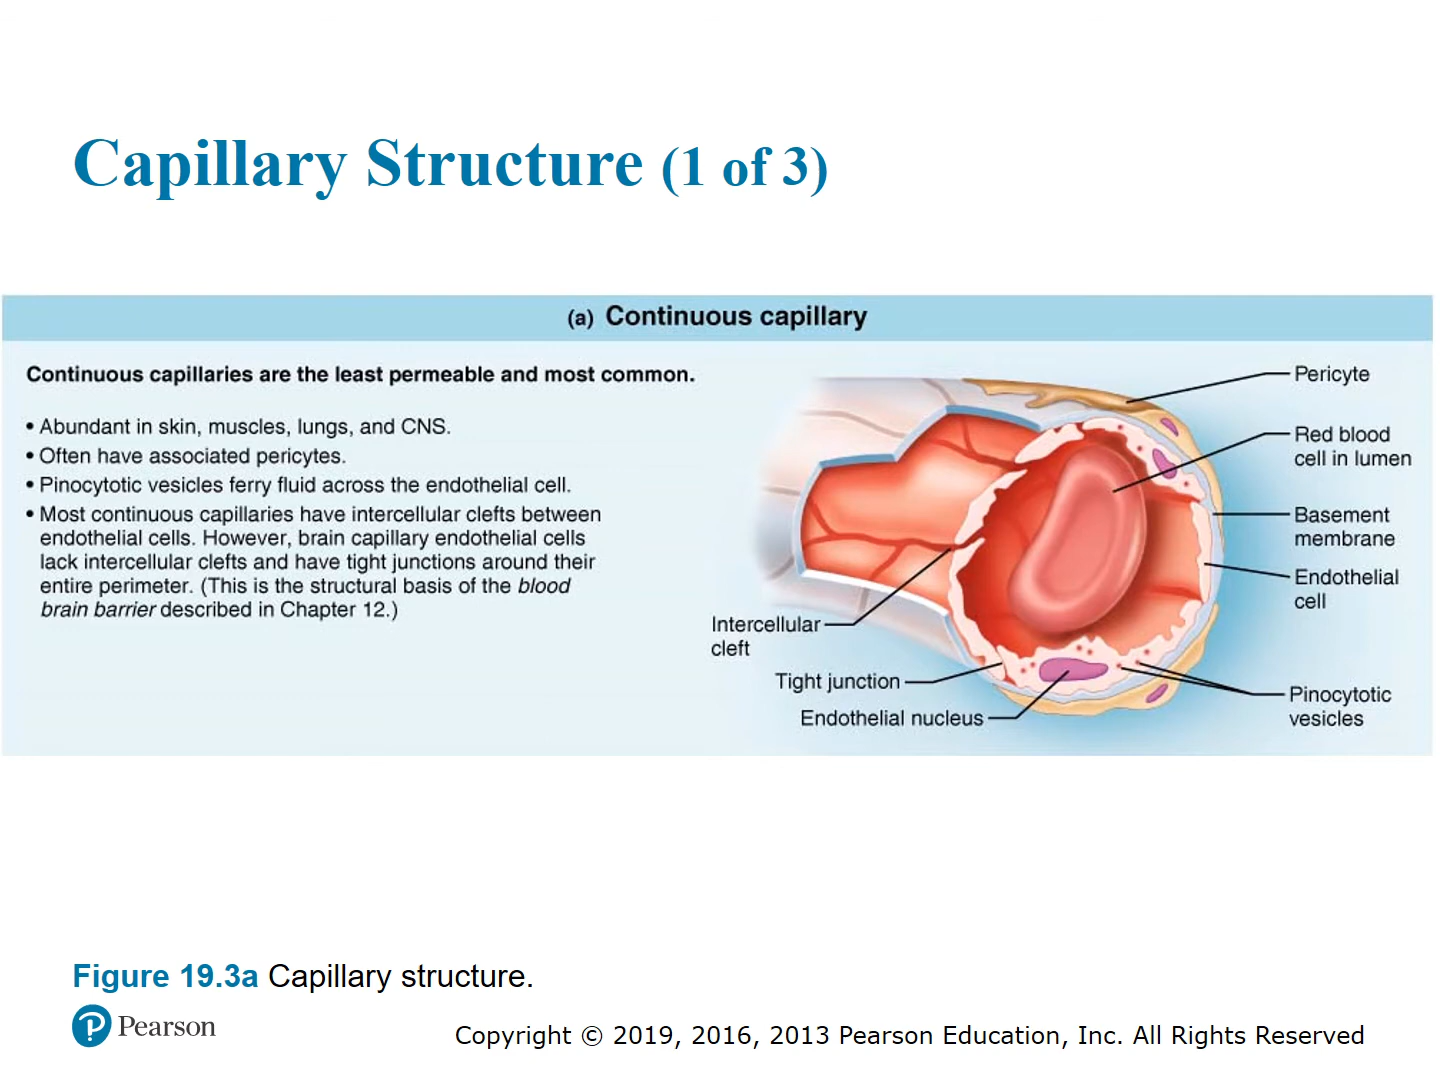 Capillary Structure (1 of 3)
(a) Continuous capillary
Continuous capillaries are the least permeable and most common.
• Abundant in skin, muscles, lungs, and CNS.
• Often have associated pericytes.
• Pinocytotic vesicles ferry fluid across the endothelial cell.
• Most continuous capillaries have intercellular clefts between
endothelial cells. However, brain capillary endothelial cells
lack intercellular clefts and have tight junctions around their
entire perimeter. (This is the structural basis of the blood
brain barrier described in Chapter 12.)
Pericyte
Red blood
cell in lumen
Basement
membrane
Endothelial
cell
Intercellular
cleft
Tight junction
Endothelial nucleus
Pinocytotic
vesicles
Figure 19.3a Capillary structure.
P Pearson
Copyright © 2019, 2016, 2013 Pearson Education, Inc. All Rights Reserved